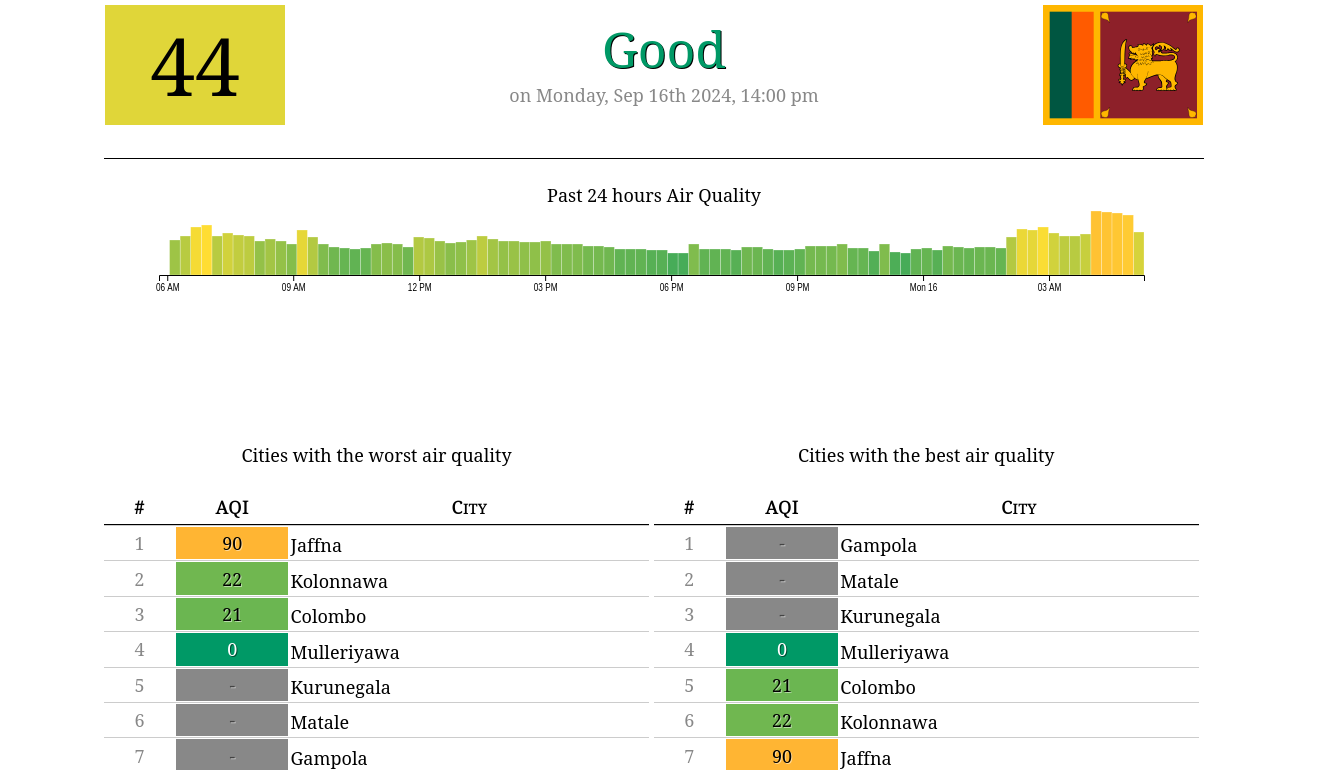 44
Good
on Monday, Sep 16th 2024, 14:00 pm
Past 24 hours Air Quality
06 AM 09 AM 12 PM 03 PM 06 PM 09 PM Mon 16 03 AM
Cities with the worst air quality
# AQI City
1 90 Jaffna
2 22 Kolonnawa
3 21 Colombo
4 0 Mulleriyawa
5 - Kurunegala
6 - Matale
7 - Gampola
Cities with the best air quality
# AQI City
1 - Gampola
2 - Matale
3 - Kurunegala
4 0 Mulleriyawa
5 21 Colombo
6 22 Kolonnawa
7 90 Jaffna